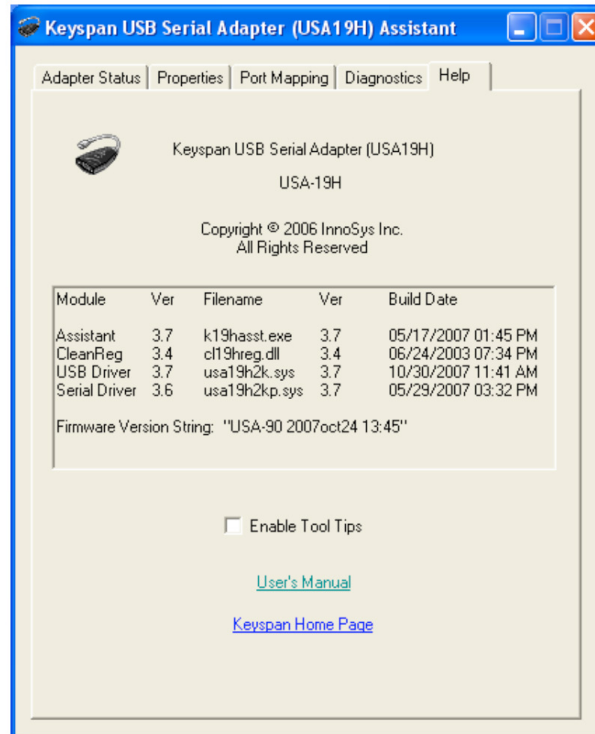 Keyspan USB Serial Adapter (USA19H) Assistant
Adapter Status Properties Port Mapping Diagnostics Help
Keyspan USB Serial Adapter (USA19H)
USA-19H
Copyright © 2006 InnoSys Inc.
All Rights Reserved
Module Ver Filename Ver Build Date
Assistant 3.7 k19hasst.exe 3.7 05/17/2007 01:45 PM
CleanReg 3.4 cl19hreg.dll 3.4 06/24/2003 07:34 PM
USB Driver 3.7 usa19h2k.sys 3.7 10/30/2007 11:41 AM
Serial Driver 3.6 usa19h2kp.sys 3.7 05/29/2007 03:32 PM
Firmware Version String: "USA-90 2007oct24 13:45"
Enable Tool Tips
User's Manual
Keyspan Home Page